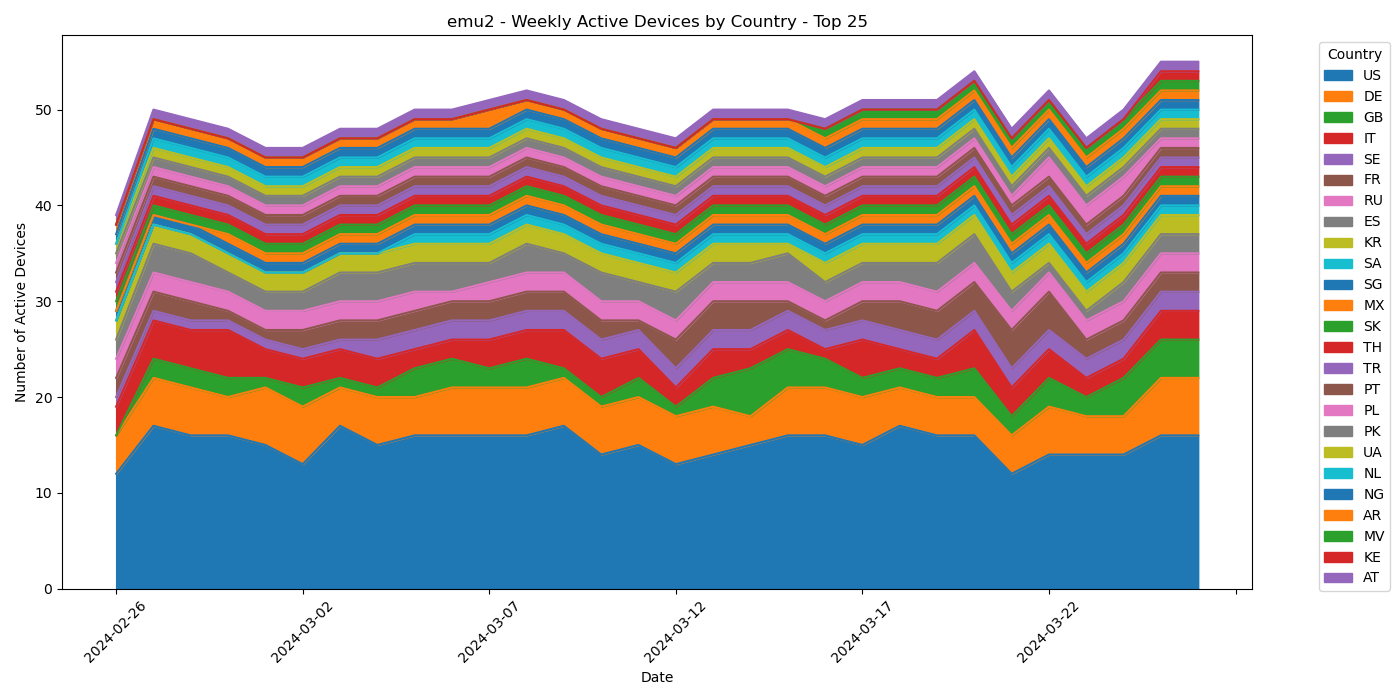 emu2 - Weekly Active Devices by Country - Top 25
Number of Active Devices
50
40
30
20
10
0
2024-02-26
2024-03-02
2024-03-07
2024-03-12
2024-03-17
2024-03-22
Date
Country
US
DE
GB
IT
SE
FR
RU
ES
KR
SA
SG
MX
SK
TH
TR
PT
PL
PK
UA
NL
NG
AR
MV
KE
AT